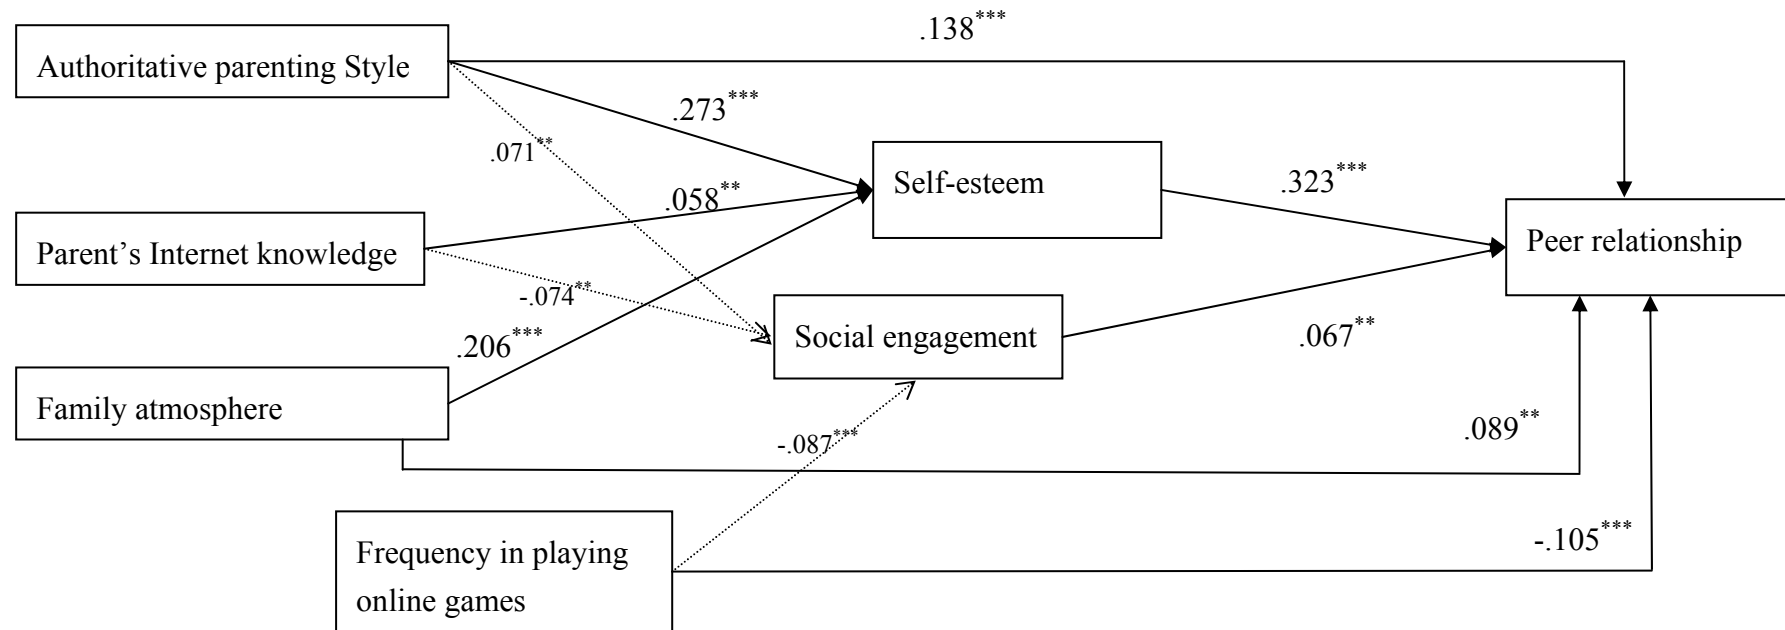 .138***
Authoritative parenting Style
.273***
.071**
Self-esteem
.323***
.058**
Parent’s Internet knowledge
Peer relationship
-.074**
Social engagement
.067**
.206***
Family atmosphere
.089**
-.087***
-.105***
Frequency in playing
online games